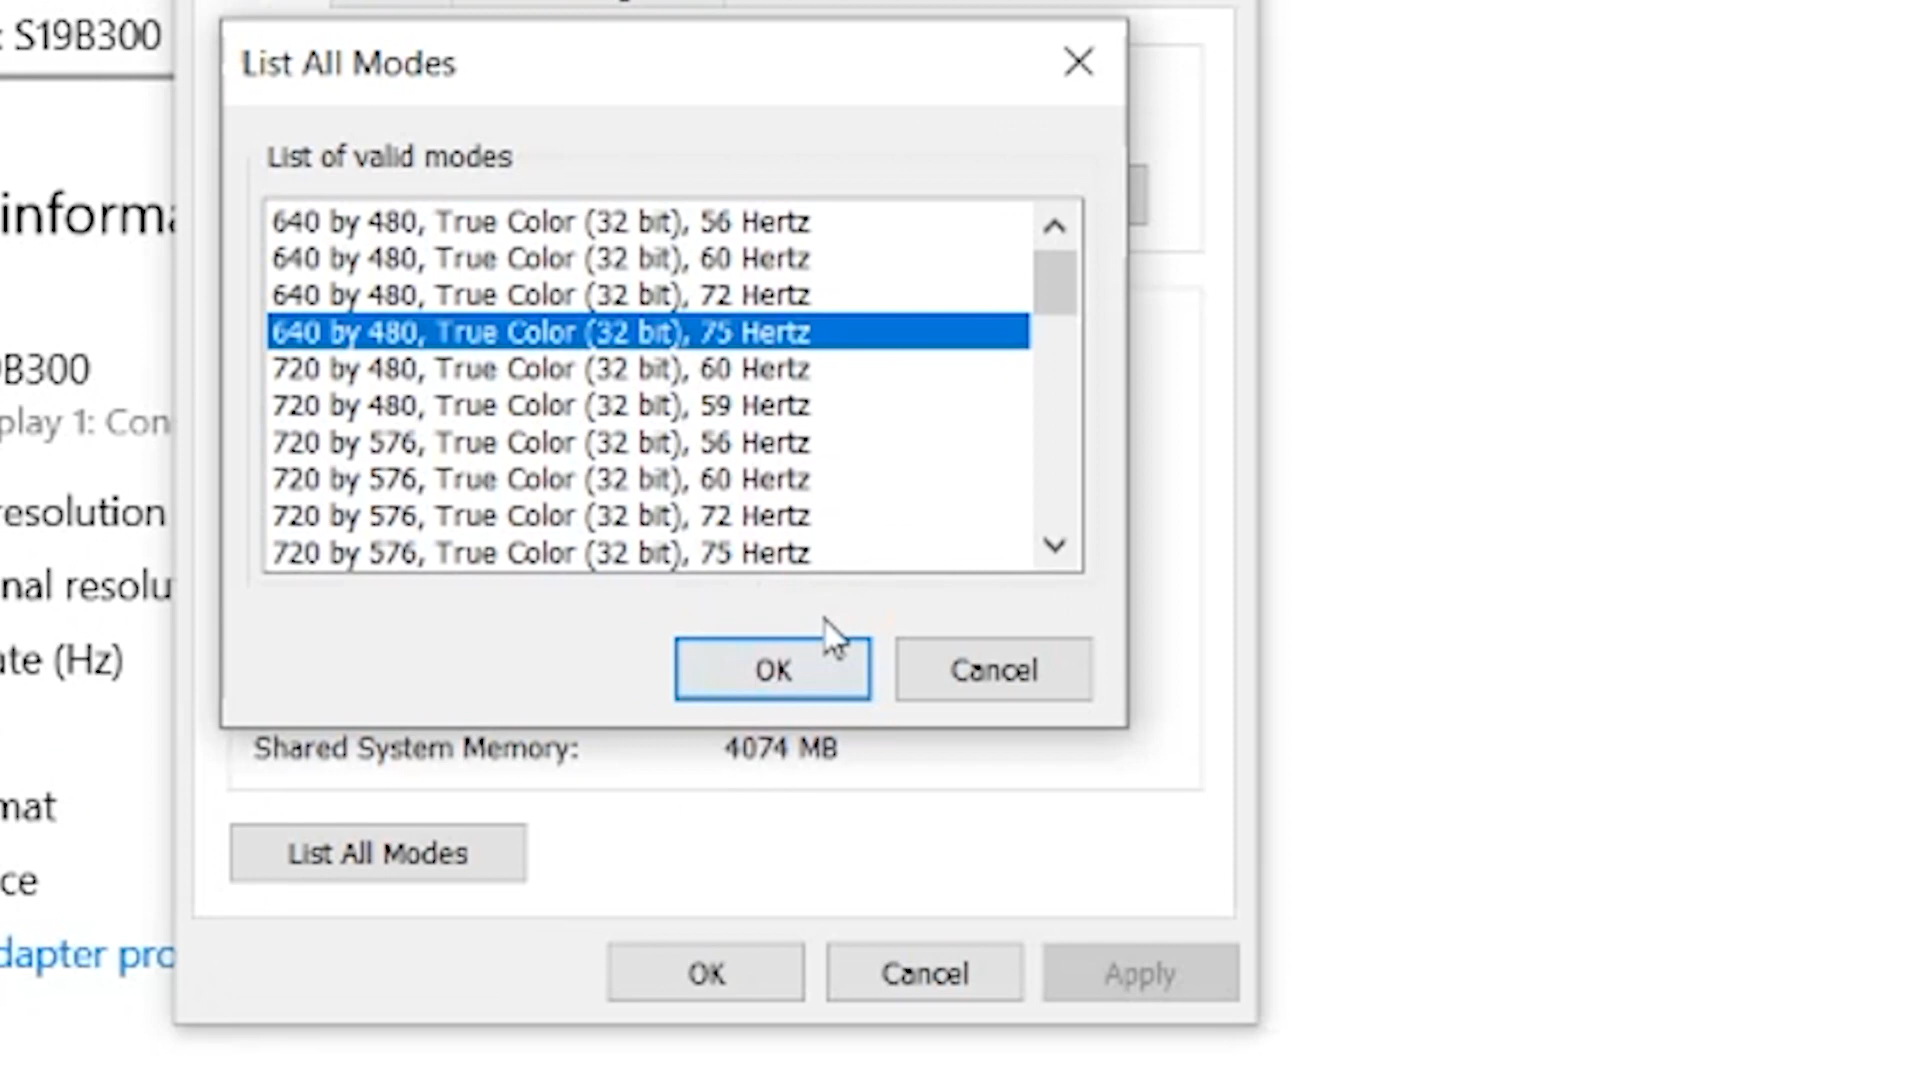 : S19B300
List All Modes
List of valid modes
640 by 480, True Color (32 bit), 56 Hertz
640 by 480, True Color (32 bit), 60 Hertz
640 by 480, True Color (32 bit), 72 Hertz
640 by 480, True Color (32 bit), 75 Hertz
720 by 480, True Color (32 bit), 60 Hertz
720 by 480, True Color (32 bit), 59 Hertz
720 by 576, True Color (32 bit), 56 Hertz
720 by 576, True Color (32 bit), 60 Hertz
720 by 576, True Color (32 bit), 72 Hertz
720 by 576, True Color (32 bit), 75 Hertz
OK Cancel
informa
9B300
play 1: Con
resolution
nal resolu
ate (Hz)
mat
ce
dapter pro
Shared System Memory: 4074 MB
List All Modes
OK Cancel Apply